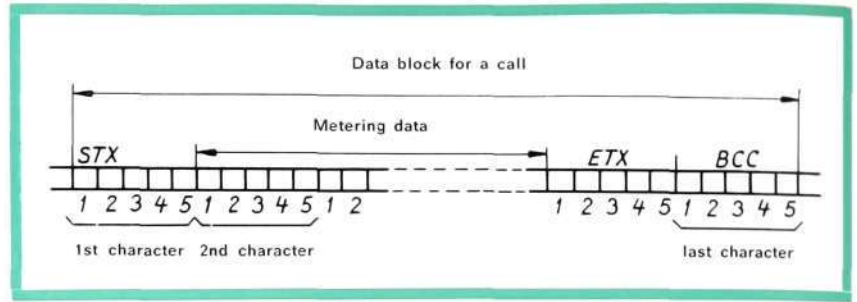 Data block for a call
Metering data
STX ETX BCC
1 2 3 4 5 1 2 3 4 5 1 2 1 2 3 4 5 1 2 3 4 5
1st character 2nd character last character